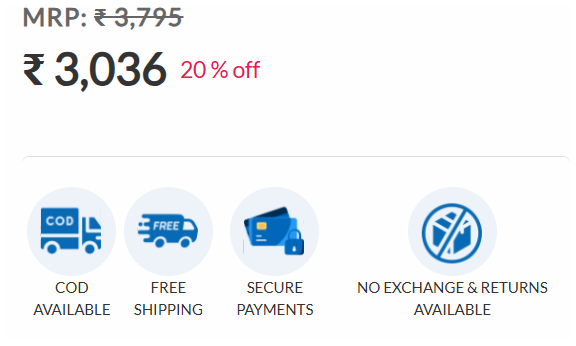 MRP: ₹ 3,795
₹ 3,036 20 % off
COD FREE
COD FREE SECURE NO EXCHANGE & RETURNS
AVAILABLE SHIPPING PAYMENTS AVAILABLE